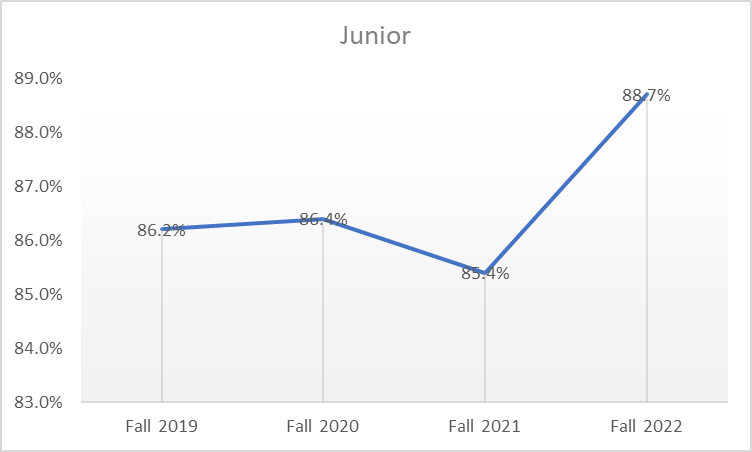 Junior
89.0%
88.0%
87.0%
86.0%
85.0%
84.0%
83.0%
86.2%
86.4%
85.4%
88.7%
Fall 2019
Fall 2020
Fall 2021
Fall 2022